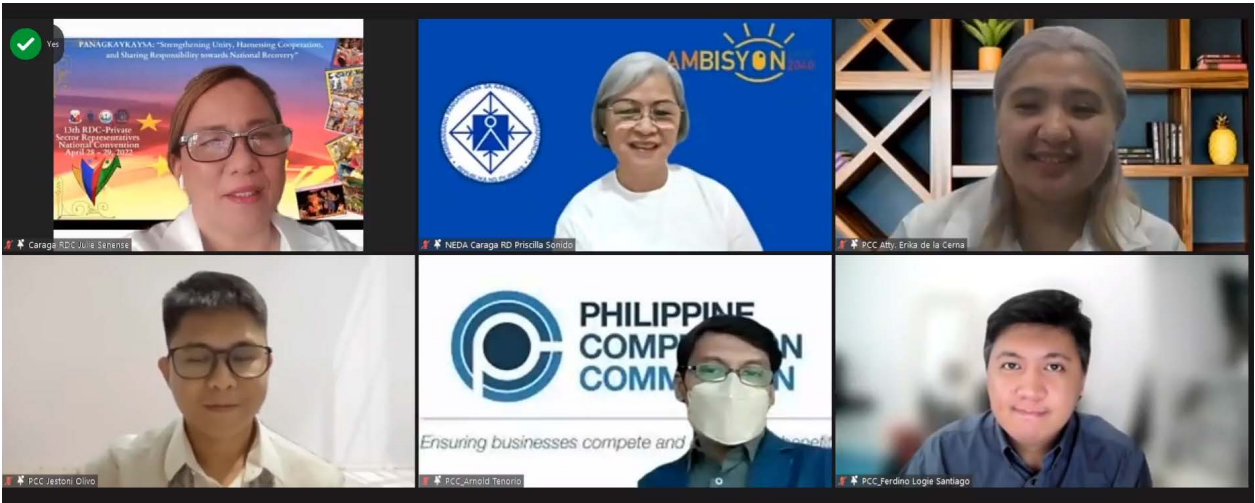 Yes
PANAGKAYKAYSA: "Strengthening Unity, Harnessing Cooperation,
and Sharing Responsibility towards National Recovery"
13th RDC-Private
Sector Representatives
National Convention
April 28 - 29, 2022
Caraga RDC Julie Senense
AMBISYON 2040
NEDA Caraga RD Priscilla Sonido
PCC Atty. Erika de la Cerna
PCC Jestoni Olivo
PHILIPPINE
COMP ON
COMM N
Ensuring businesses compete and benefit
PCC_Arnold Tenorio
PCC_Ferdino Logie Santiago